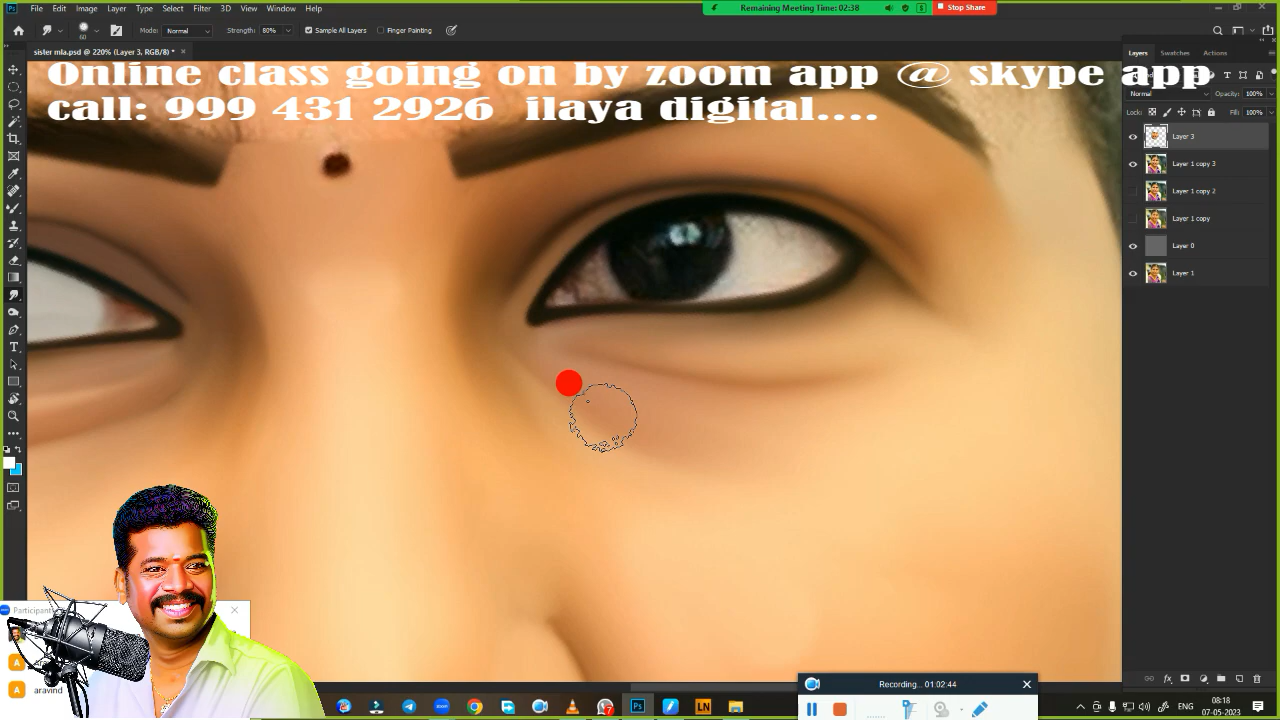 File Edit Image Layer Type Select Filter 3D View Window Help
Remaining Meeting Time: 02:38
Stop Share
60 Mode: Normal Strength: 80% Sample All Layers Finger Painting
sister mla.psd @ 220% (Layer 3, RGB/8) *
Online class going on by zoom app @ skype app
call: 999 431 2926 ilaya digital....
Layers Swatches Actions
Normal Opacity: 100%
Lock: Fill: 100%
Layer 3
Layer 1 copy 3
Layer 1 copy 2
Layer 1 copy
Layer 0
Layer 1
A
A aravind
Recording... 01:02:44
ENG
08:18
07-05-2023